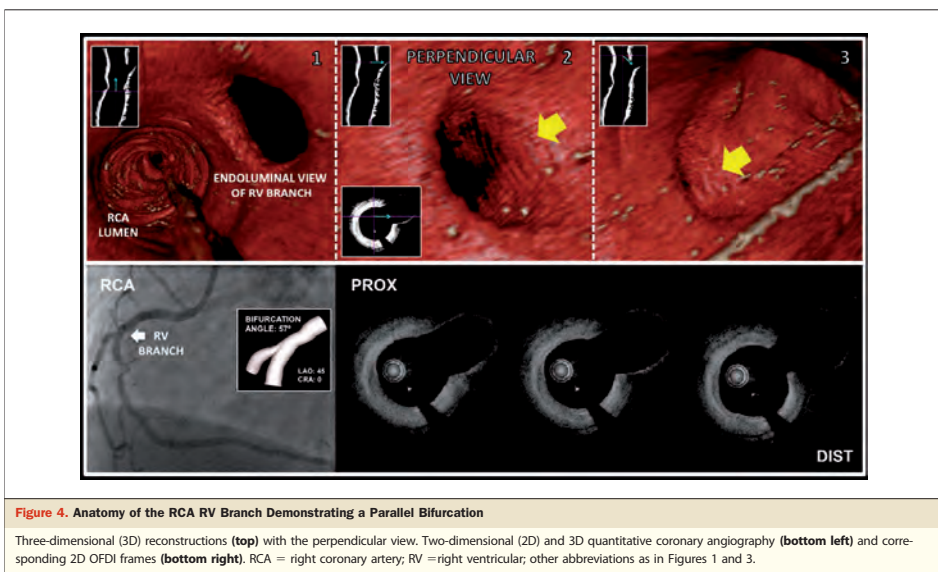 1
ENDOLUMINAL VIEW
OF RV BRANCH
RCA
LUMEN
PERPENDICULAR
VIEW
2
3
RCA
RV
BRANCH
BIFURCATION
ANGLE: 57º
LAO: 45
CRA: 0
PROX
DIST
Figure 4. Anatomy of the RCA RV Branch Demonstrating a Parallel Bifurcation
Three-dimensional (3D) reconstructions (top) with the perpendicular view. Two-dimensional (2D) and 3D quantitative coronary angiography (bottom left) and corre-
sponding 2D OFDI frames (bottom right). RCA = right coronary artery; RV =right ventricular; other abbreviations as in Figures 1 and 3.